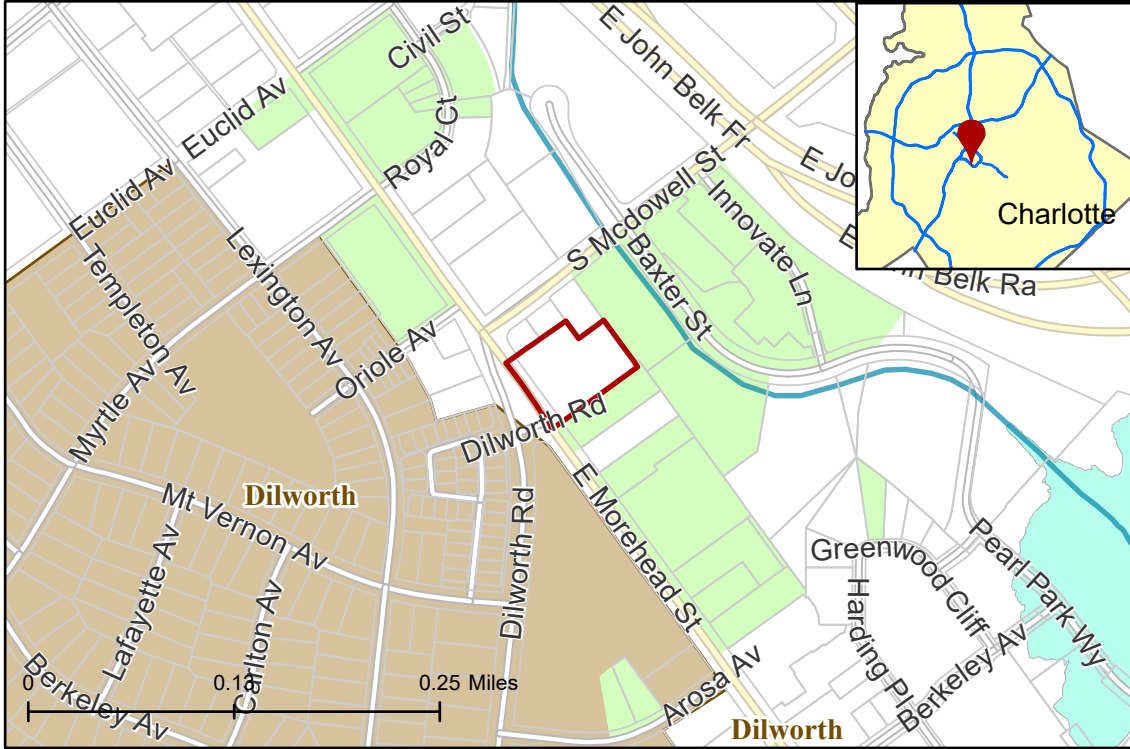 Civil St
E John Belk Fr
Euclid Av
Royal Ct
E Jo
Charlotte
S Mcdowell St
Innovate Ln
Euclid Av
Baxter St
Belk Ra
Templeton Av
Lexington Av
Oriole Av
Myrtle Av
Dilworth Rd
Dilworth
Mt Vernon Av
E Morehead St
Dilworth Rd
Lafayette Av
Carlton Av
Greenwood Cliff
Pearl Park Wy
Harding Pl
Berkeley Av
Berkeley Av
Arosa Av
0 0.13 0.25 Miles
Dilworth